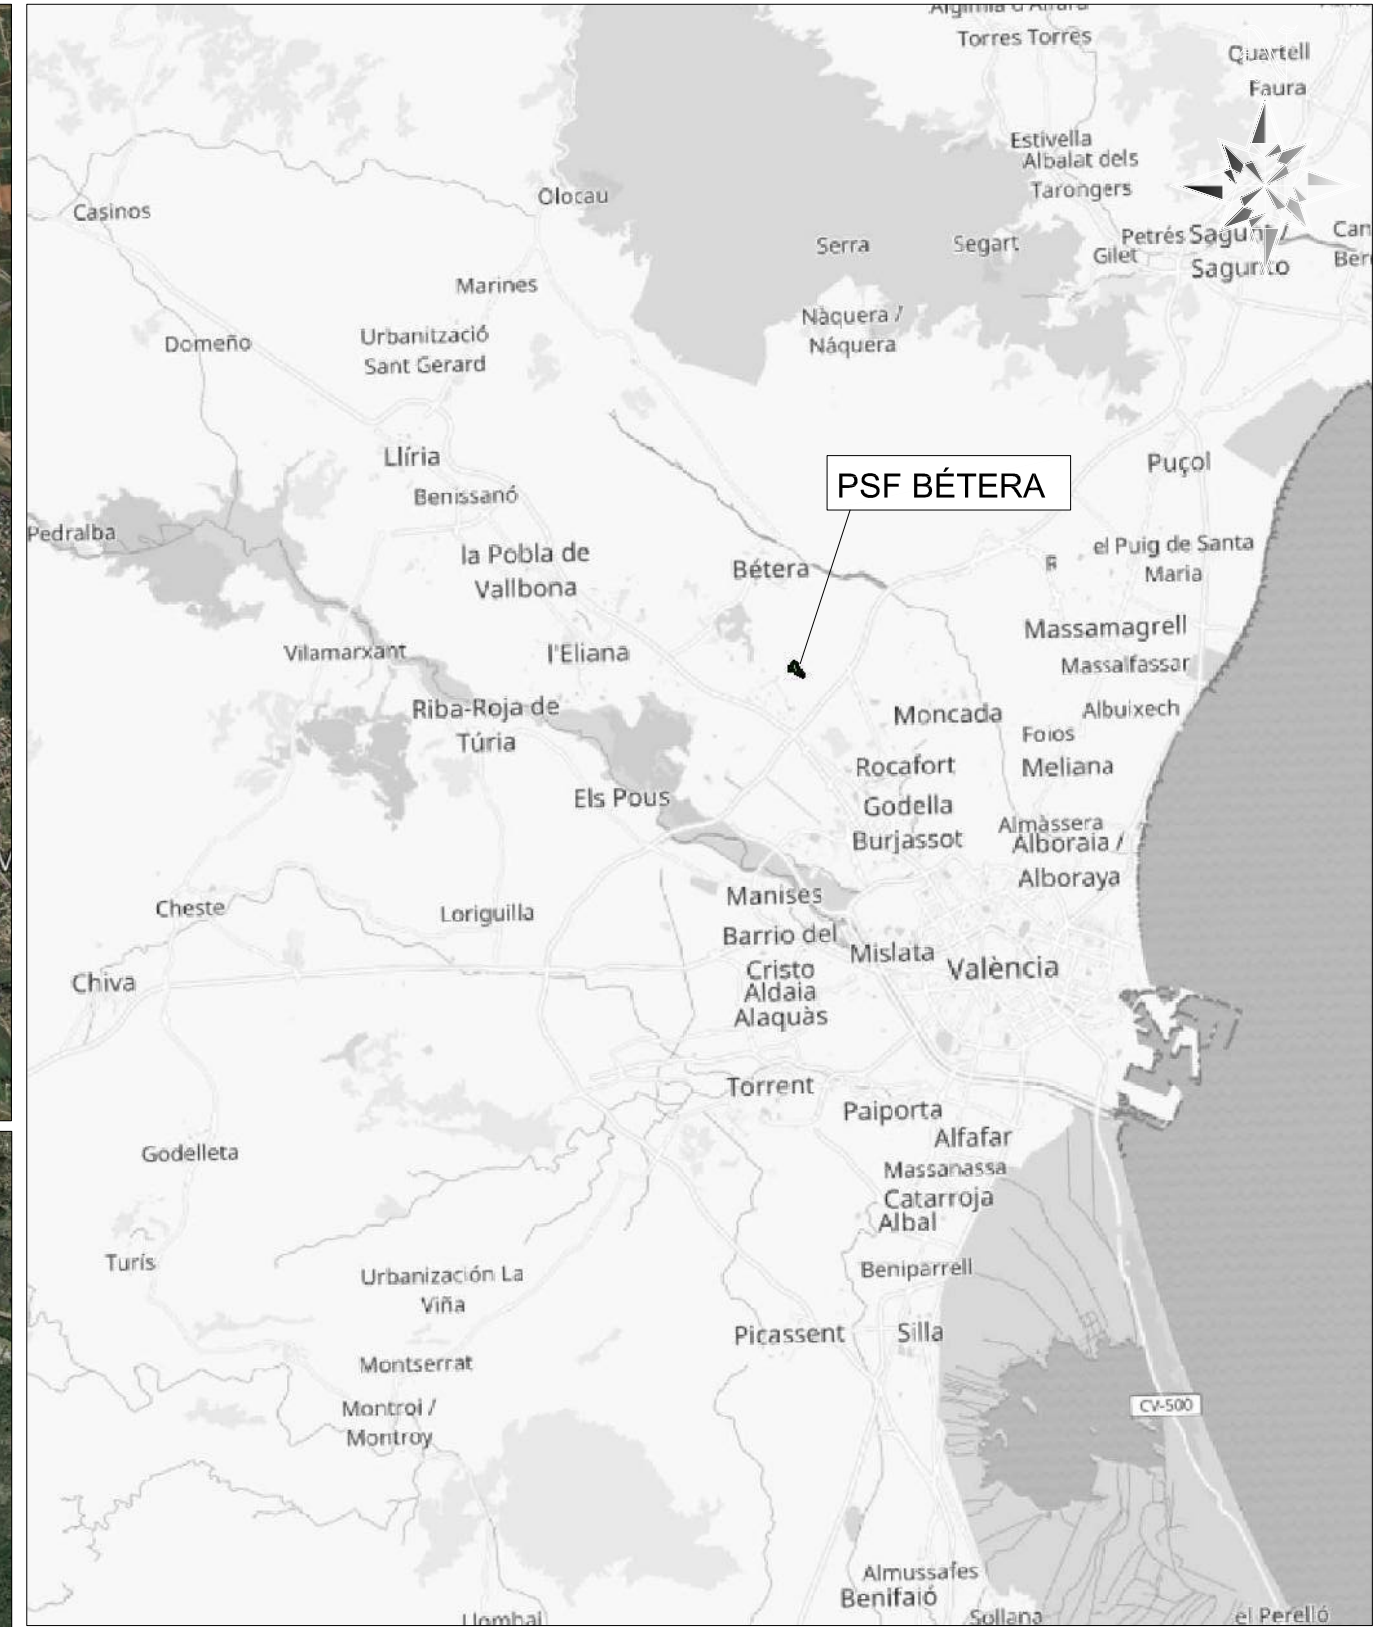 Torres Torres
Quartell
Faura
Estivella
Albalat dels
Tarongers
Olocau
Casinos
Serra
Segart
Petrés
Sagunt /
Sagunto
Gilet
Marines
Nàquera /
Náquera
Urbanització
Sant Gerard
Domeño
Llíria
Puçol
Benissanó
PSF BÉTERA
Pedralba
la Pobla de
Vallbona
el Puig de Santa
Maria
Bétera
Massamagrell
Vilamarxant
l'Eliana
Massalfassar
Riba-Roja de
Túria
Moncada
Albuixech
Foios
Rocafort
Meliana
Els Pous
Godella
Almàssera
Burjassot
Alboraia /
Alboraya
Manises
Cheste
Loriguilla
Barrio del
Cristo
Mislata
València
Chiva
Aldaia
Alaquàs
Torrent
Paiporta
Alfafar
Godelleta
Massanassa
Catarroja
Albal
Turís
Urbanización La
Viña
Beniparrell
Picassent
Silla
Montserrat
Montroi /
Montroy
CV-500
Almussafes
Benifaió
Llombai
Sollana
el Perelló